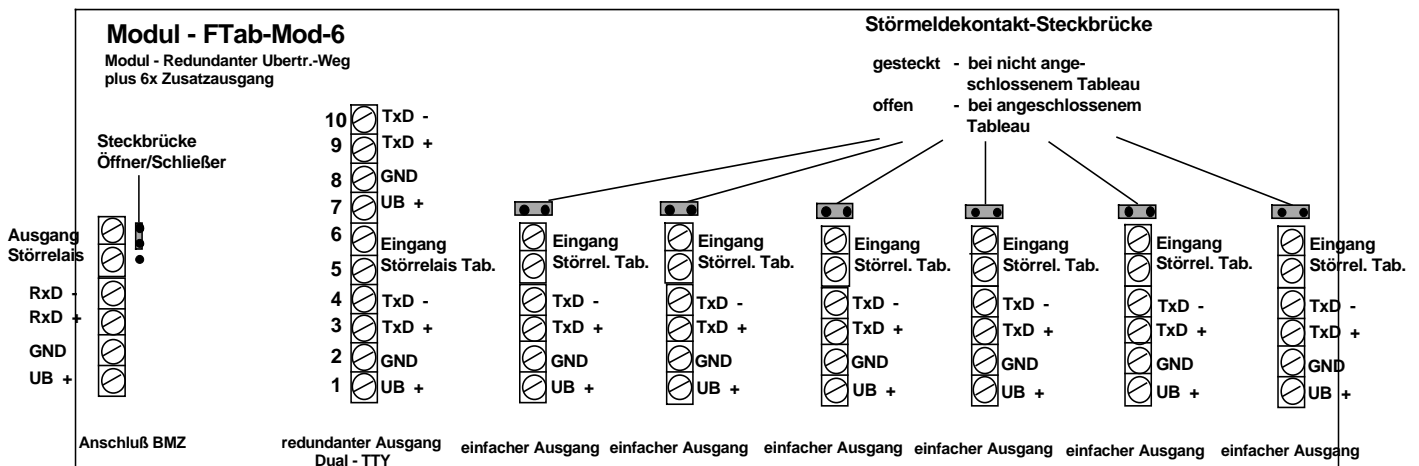 Modul - FTab-Mod-6
Modul - Redundanter Ubertr.-Weg
plus 6x Zusatzausgang
Störmeldekontakt-Steckbrücke
gesteckt - bei nicht ange-
schlossenem Tableau
offen - bei angeschlossenem
Tableau
Steckbrücke
Öffner/Schließer
Ausgang
Störrelais
RxD -
RxD +
GND
UB +
Anschluß BMZ
10 TxD -
9 TxD +
8 GND
7 UB +
6 Eingang
5 Störrelais Tab.
4 TxD -
3 TxD +
2 GND
1 UB +
redundanter Ausgang
Dual - TTY
Eingang
Störrel. Tab.
TxD -
TxD +
GND
UB +
einfacher Ausgang
Eingang
Störrel. Tab.
TxD -
TxD +
GND
UB +
einfacher Ausgang
Eingang
Störrel. Tab.
TxD -
TxD +
GND
UB +
einfacher Ausgang
Eingang
Störrel. Tab.
TxD -
TxD +
GND
UB +
einfacher Ausgang
Eingang
Störrel. Tab.
TxD -
TxD +
GND
UB +
einfacher Ausgang
Eingang
Störrel. Tab.
TxD -
TxD +
GND
UB +
einfacher Ausgang